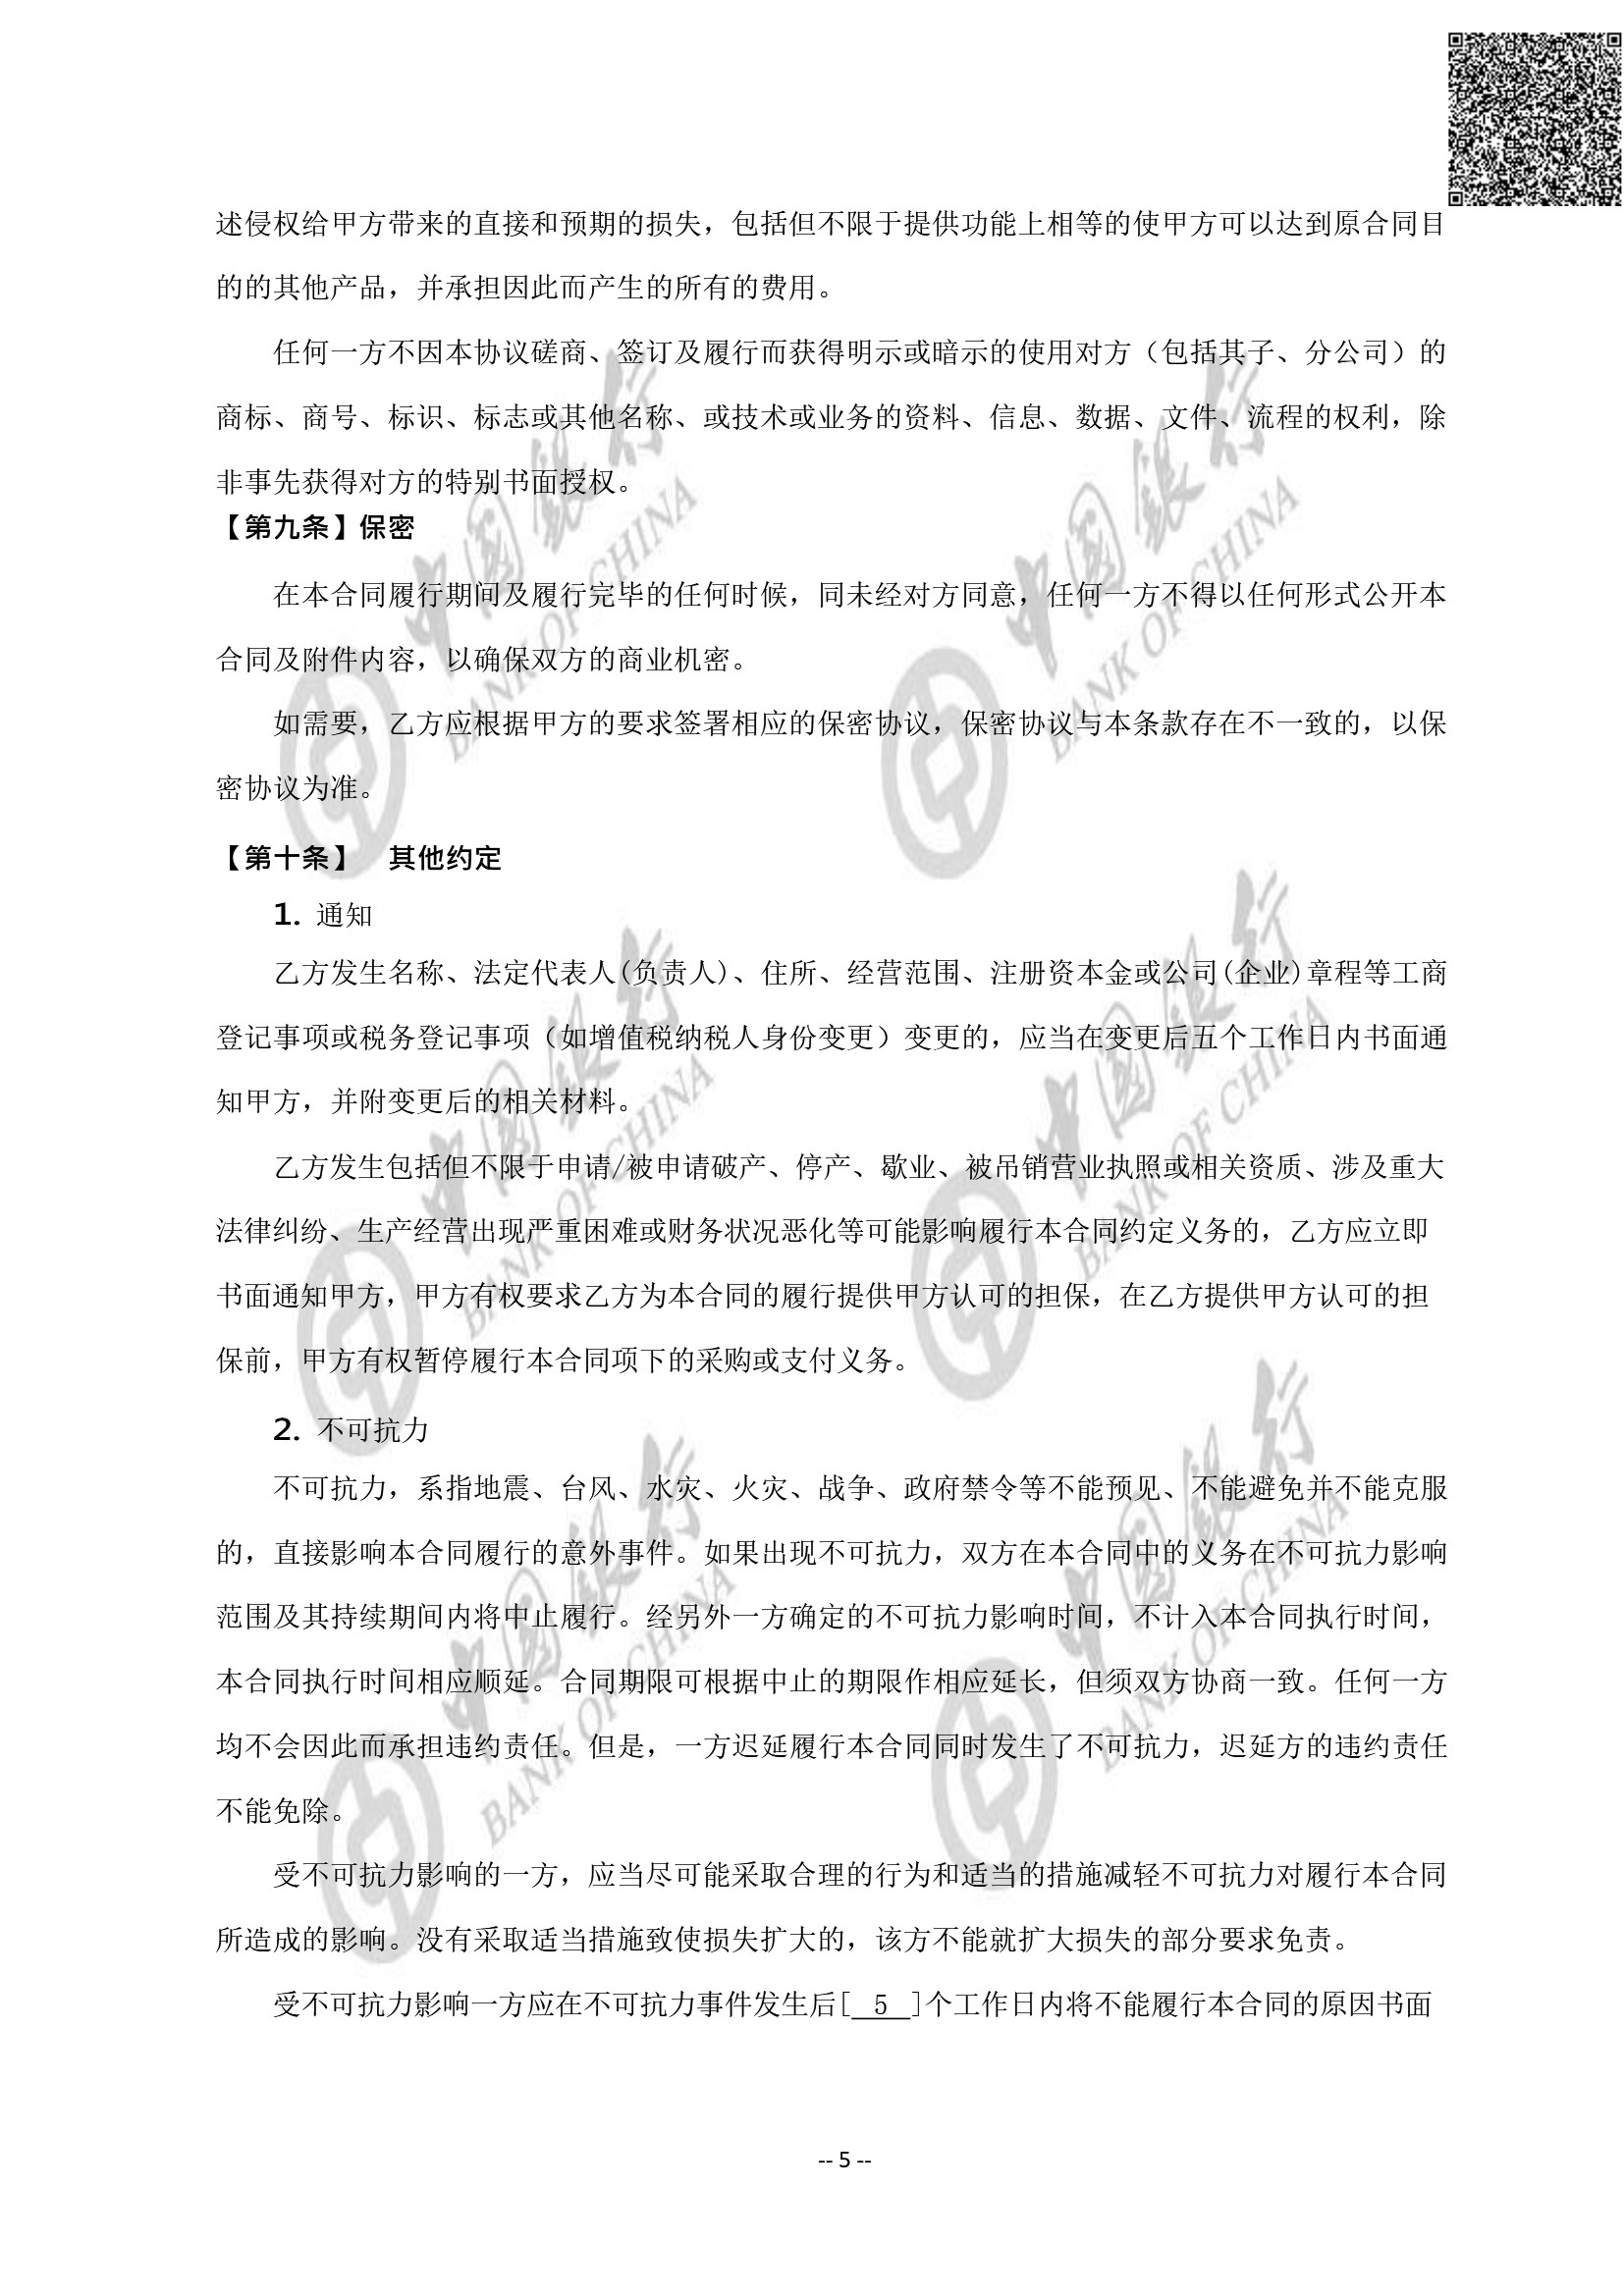 述侵权给甲方带来的直接和预期的损失，包括但不限于提供功能上相等的使甲方可以达到原合同目
的的其他产品，并承担因此而产生的所有的费用。
任何一方不因本协议磋商、签订及履行而获得明示或暗示的使用对方（包括其子、分公司）的
商标、商号、标识、标志或其他名称、或技术或业务的资料、信息、数据、文件、流程的权利，除
非事先获得对方的特别书面授权。
【第九条】保密
在本合同履行期间及履行完毕的任何时候，同未经对方同意，任何一方不得以任何形式公开本
合同及附件内容，以确保双方的商业机密。
如需要，乙方应根据甲方的要求签署相应的保密协议，保密协议与本条款存在不一致的，以保
密协议为准。
【第十条】 其他约定
1. 通知
乙方发生名称、法定代表人(负责人)、住所、经营范围、注册资本金或公司(企业)章程等工商
登记事项或税务登记事项（如增值税纳税人身份变更）变更的，应当在变更后五个工作日内书面通
知甲方，并附变更后的相关材料。
乙方发生包括但不限于申请/被申请破产、停产、歇业、被吊销营业执照或相关资质、涉及重大
法律纠纷、生产经营出现严重困难或财务状况恶化等可能影响履行本合同约定义务的，乙方应立即
书面通知甲方，甲方有权要求乙方为本合同的履行提供甲方认可的担保，在乙方提供甲方认可的担
保前，甲方有权暂停履行本合同项下的采购或支付义务。
2. 不可抗力
不可抗力，系指地震、台风、水灾、火灾、战争、政府禁令等不能预见、不能避免并不能克服
的，直接影响本合同履行的意外事件。如果出现不可抗力，双方在本合同中的义务在不可抗力影响
范围及其持续期间内将中止履行。经另外一方确定的不可抗力影响时间，不计入本合同执行时间，
本合同执行时间相应顺延。合同期限可根据中止的期限作相应延长，但须双方协商一致。任何一方
均不会因此而承担违约责任。但是，一方迟延履行本合同同时发生了不可抗力，迟延方的违约责任
不能免除。
受不可抗力影响的一方，应当尽可能采取合理的行为和适当的措施减轻不可抗力对履行本合同
所造成的影响。没有采取适当措施致使损失扩大的，该方不能就扩大损失的部分要求免责。
受不可抗力影响一方应在不可抗力事件发生后[ 5 ]个工作日内将不能履行本合同的原因书面
-- 5 --
中国银行
BANK OF CHINA
中国银行
BANK OF CHINA
中国银行
BANK OF CHINA
中国银行
BANK OF CHINA
中国银行
BANK OF CHINA
中国银行
BANK OF CHINA